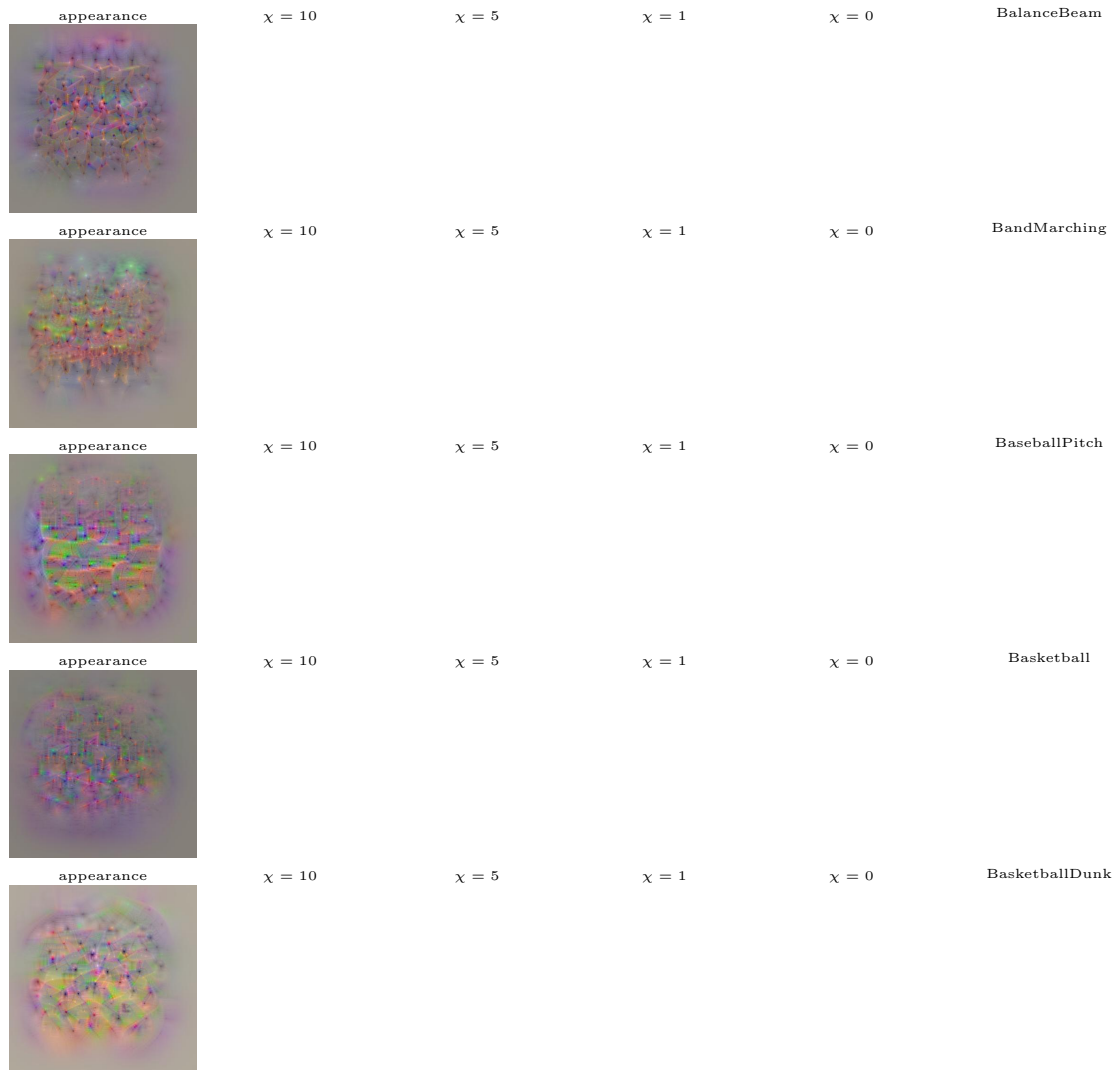 appearance χ = 10 χ = 5 χ = 1 χ = 0 BalanceBeam
appearance χ = 10 χ = 5 χ = 1 χ = 0 BandMarching
appearance χ = 10 χ = 5 χ = 1 χ = 0 BaseballPitch
appearance χ = 10 χ = 5 χ = 1 χ = 0 Basketball
appearance χ = 10 χ = 5 χ = 1 χ = 0 BasketballDunk